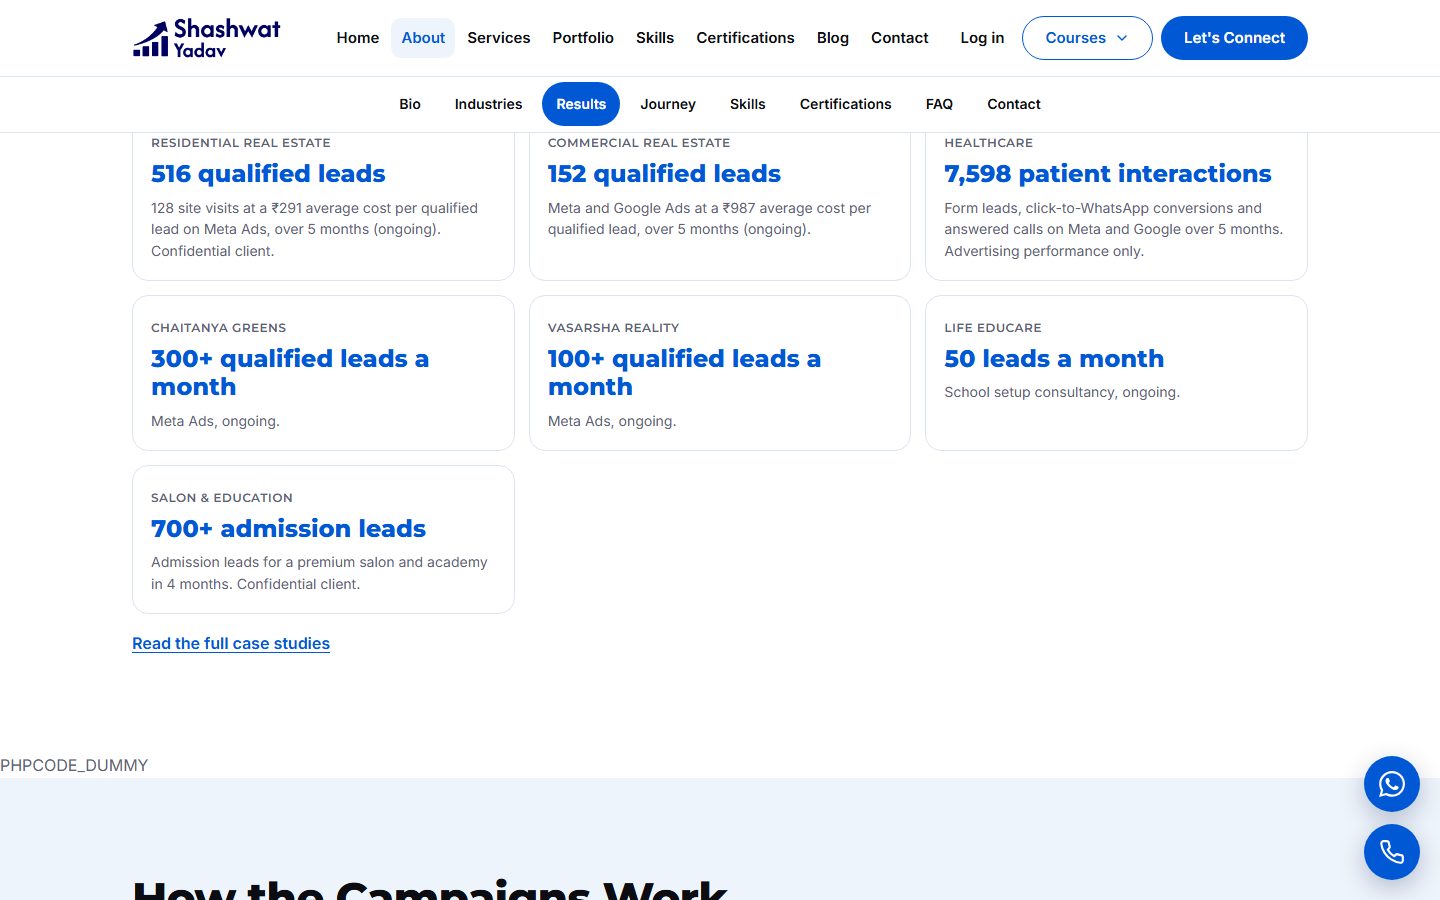 Shashwat
Yadav
Home About Services Portfolio Skills Certifications Blog Contact Log in Courses Let's Connect
Bio Industries Results Journey Skills Certifications FAQ Contact
RESIDENTIAL REAL ESTATE
516 qualified leads
128 site visits at a ₹291 average cost per qualified
lead on Meta Ads, over 5 months (ongoing).
Confidential client.
COMMERCIAL REAL ESTATE
152 qualified leads
Meta and Google Ads at a ₹987 average cost per
qualified lead, over 5 months (ongoing).
HEALTHCARE
7,598 patient interactions
Form leads, click-to-WhatsApp conversions and
answered calls on Meta and Google over 5 months.
Advertising performance only.
CHAITANYA GREENS
300+ qualified leads a
month
Meta Ads, ongoing.
VASARSHA REALITY
100+ qualified leads a
month
Meta Ads, ongoing.
LIFE EDUCARE
50 leads a month
School setup consultancy, ongoing.
SALON & EDUCATION
700+ admission leads
Admission leads for a premium salon and academy
in 4 months. Confidential client.
Read the full case studies
PHPCODE_DUMMY
How the Campaigns Work